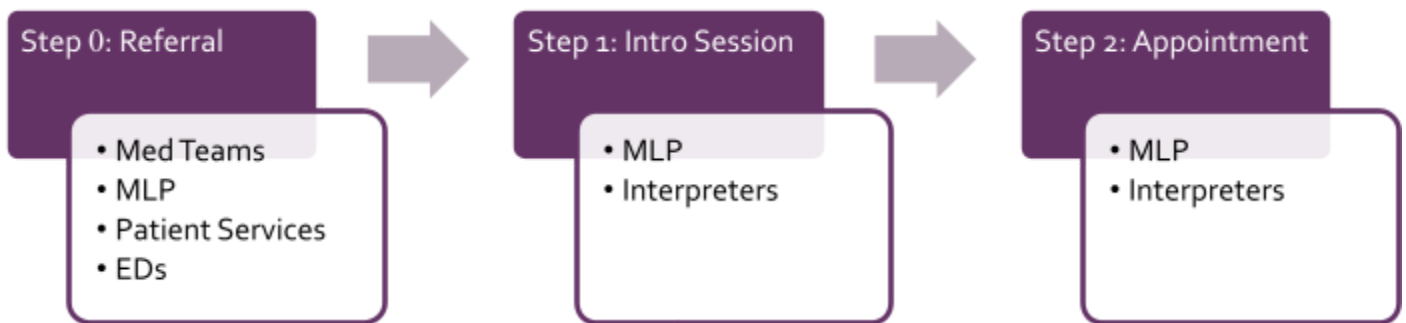 Step 0: Referral
• Med Teams
• MLP
• Patient Services
• EDs
Step 1: Intro Session
• MLP
• Interpreters
Step 2: Appointment
• MLP
• Interpreters